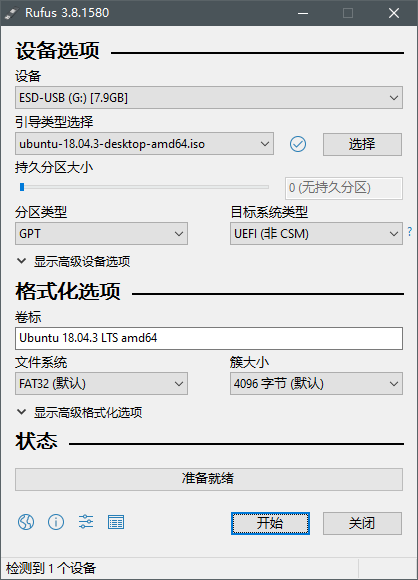 Rufus 3.8.1580
设备选项
设备
ESD-USB (G:) [7.9GB]
引导类型选择
ubuntu-18.04.3-desktop-amd64.iso
选择
持久分区大小
0 (无持久分区)
分区类型
目标系统类型
GPT
UEFI (非 CSM)
?
显示高级设备选项
格式化选项
卷标
Ubuntu 18.04.3 LTS amd64
文件系统
簇大小
FAT32 (默认)
4096 字节 (默认)
显示高级格式化选项
状态
准备就绪
开始
关闭
检测到 1 个设备